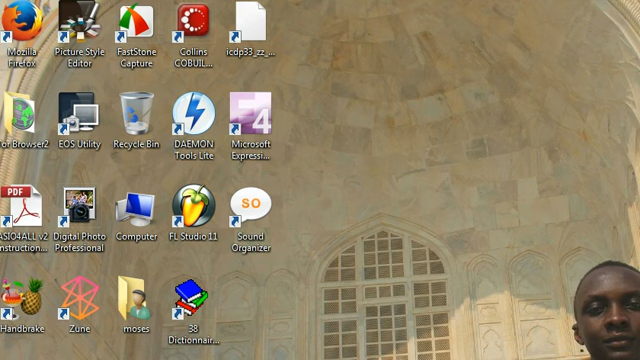 Mozilla Firefox
Picture Style Editor
FastStone Capture
Collins COBUIL...
icdp33_zz_...
or Browser2
EOS Utility
Recycle Bin
DAEMON Tools Lite
E4
Microsoft Expressi...
PDF
ASIO4ALL v2
Instruction...
Digital Photo Professional
Computer
FL Studio 11
SO
Sound Organizer
Handbrake
Zune
moses
38
Dictionnair...